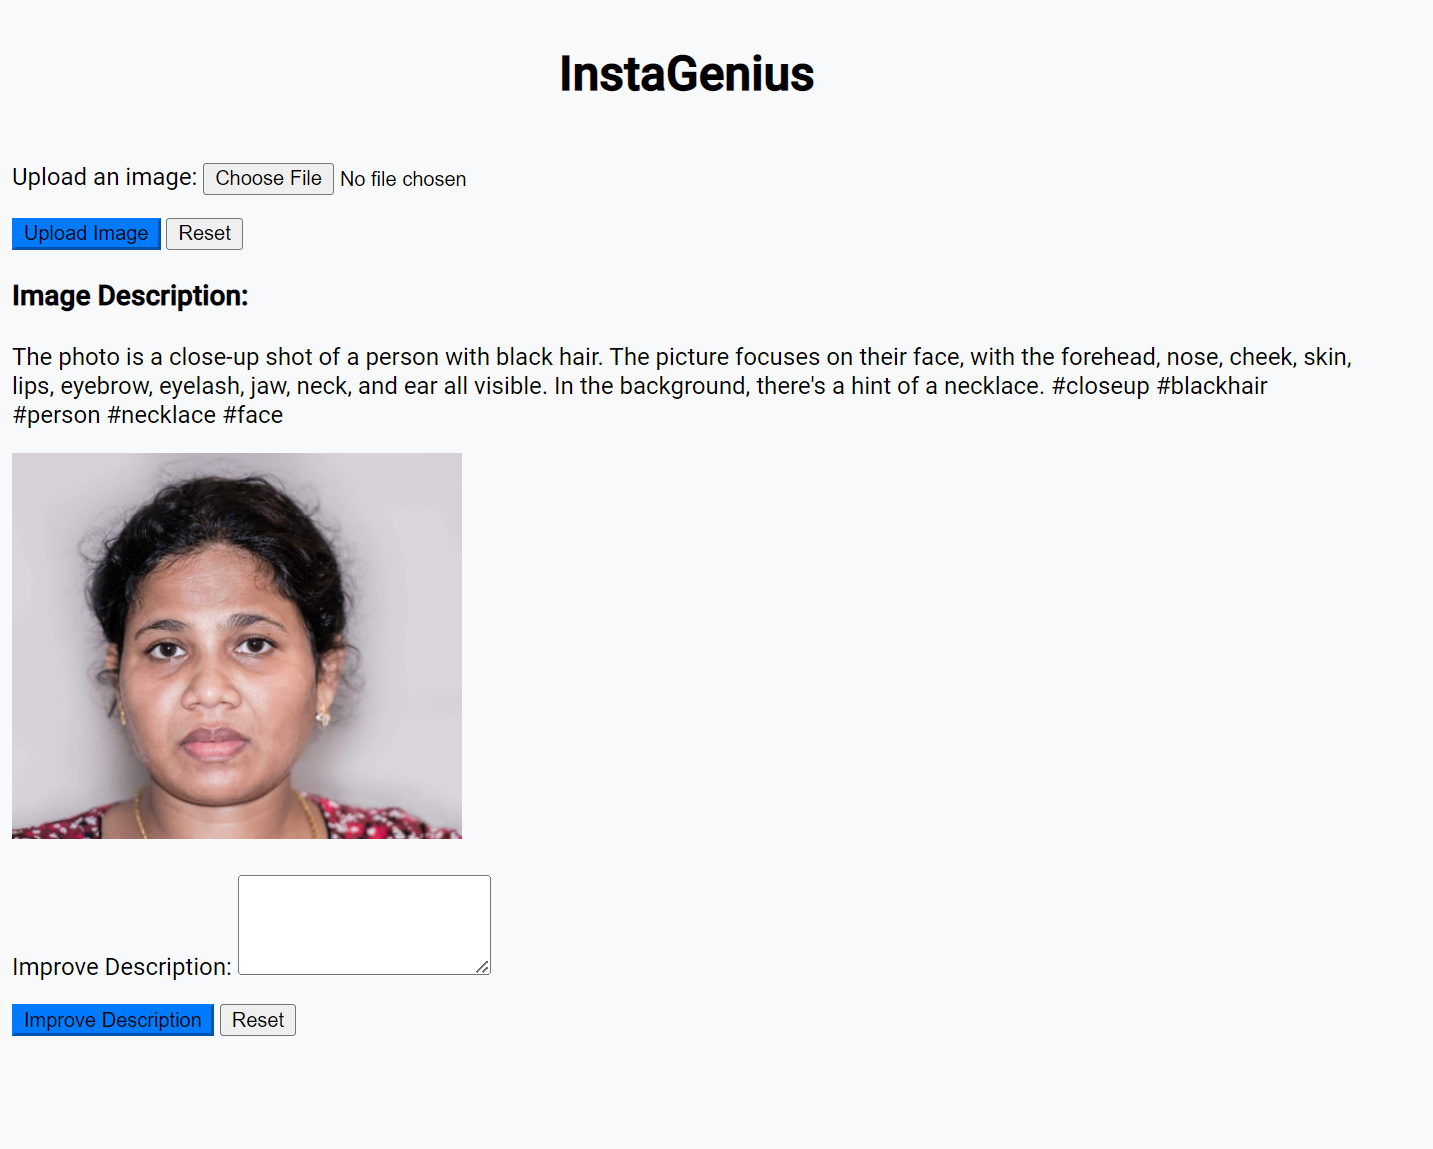 InstaGenius
Upload an image: Choose File No file chosen
Upload Image Reset
Image Description:
The photo is a close-up shot of a person with black hair. The picture focuses on their face, with the forehead, nose, cheek, skin,
lips, eyebrow, eyelash, jaw, neck, and ear all visible. In the background, there's a hint of a necklace. #closeup #blackhair
#person #necklace #face
Improve Description:
Improve Description Reset